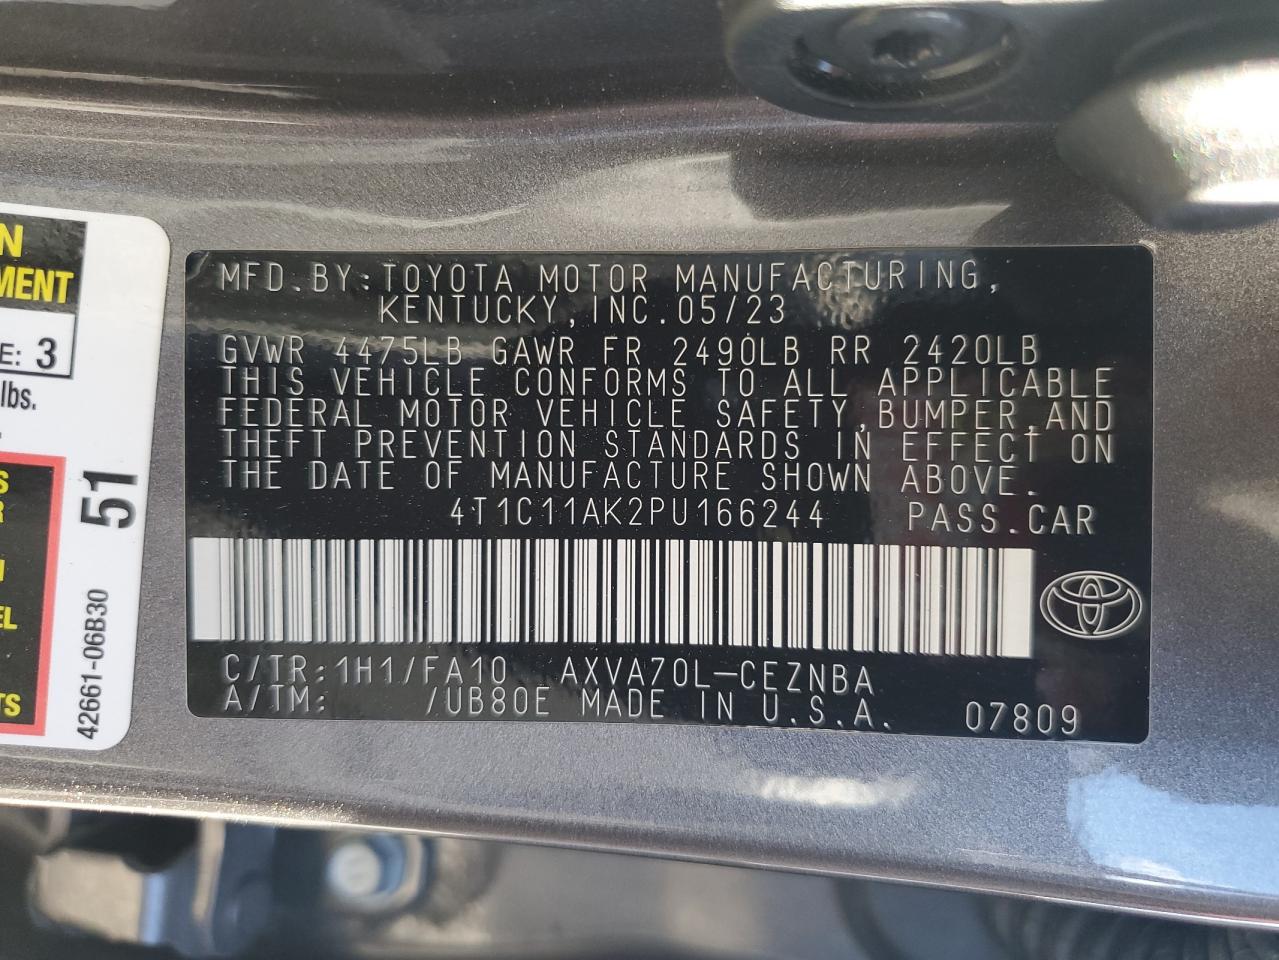 N
MENT
E: 3
lbs.
S
R
N
EL
TS
51
42661-06B30
MFD.BY:TOYOTA MOTOR MANUFACTURING,
KENTUCKY,INC.05/23
GVWR 4475LB GAWR FR 2490LB RR 2420LB
THIS VEHICLE CONFORMS TO ALL APPLICABLE
FEDERAL MOTOR VEHICLE SAFETY,BUMPER,AND
THEFT PREVENTION STANDARDS IN EFFECT ON
THE DATE OF MANUFACTURE SHOWN ABOVE.
4T1C11AK2PU166244 PASS.CAR
C/TR:1H1/FA10 AXVA70L-CEZNBA
A/TM: /UB80E MADE IN U.S.A. 07809